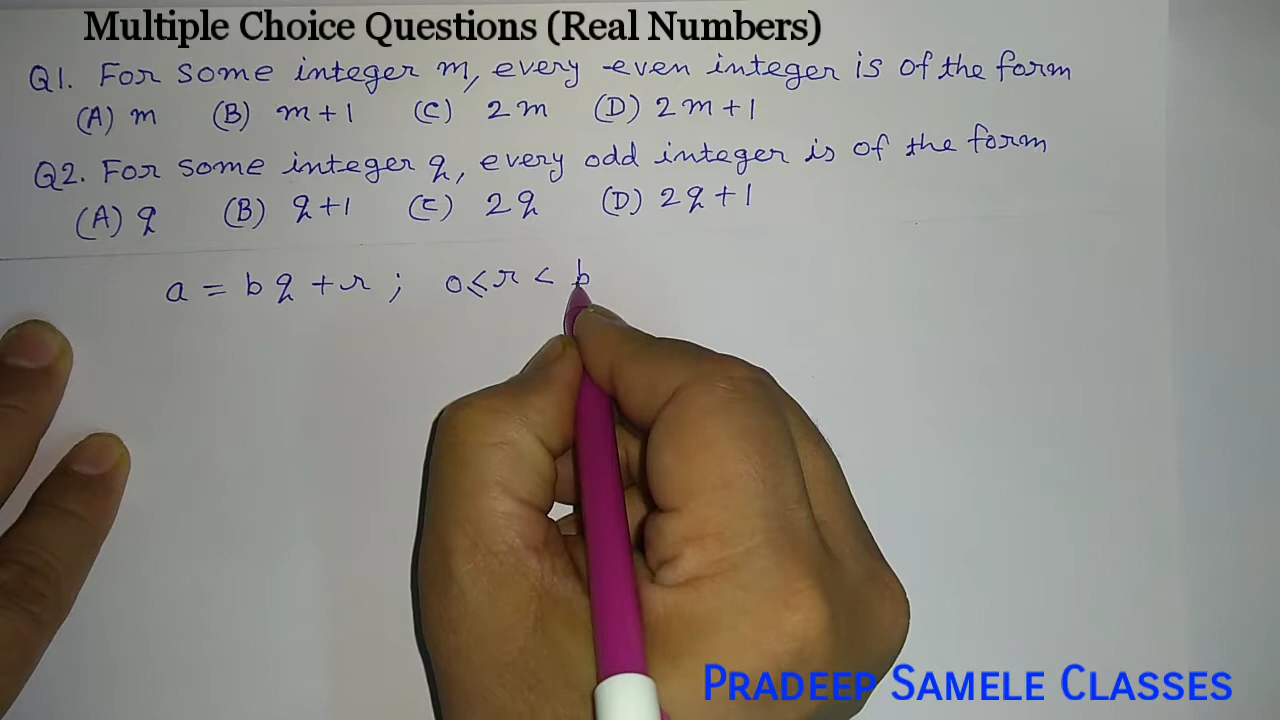 Multiple Choice Questions (Real Numbers)
Q1. For some integer m, every even integer is of the form
(A) m (B) m+1 (C) 2m (D) 2m+1
Q2. For some integer q, every odd integer is of the form
(A) q (B) q+1 (C) 2q (D) 2q+1
a = bq + r ; 0 ≤ r < b
PRADEEP SAMELE CLASSES